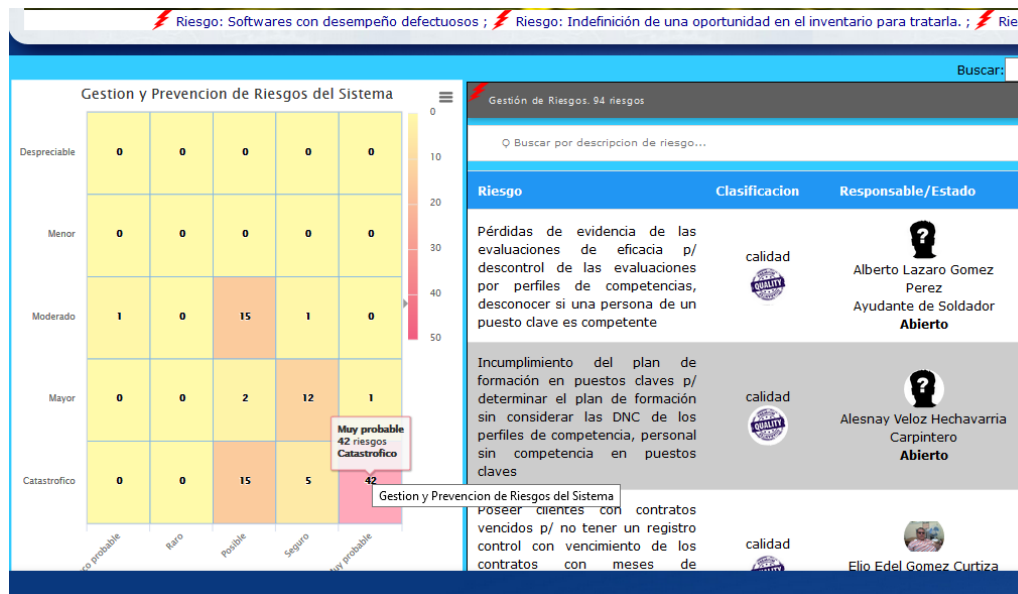 Riesgo: Softwares con desempeño defectuosos ; Riesgo: Indefinición de una oportunidad en el inventario para tratarla. ; Rie
Buscar:
Gestion y Prevencion de Riesgos del Sistema
0
10
20
30
40
50
Despreciable 0 0 0 0 0
Menor 0 0 0 0 0
Moderado 1 0 15 1 0
Mayor 0 0 2 12 1
Catastrofico 0 0 15 5 42
co probable Raro Posible Seguro Muy probable
Muy probable
42 riesgos
Catastrofico
Gestion y Prevencion de Riesgos del Sistema
Gestión de Riesgos. 94 riesgos
Buscar por descripcion de riesgo...
Riesgo Clasificacion Responsable/Estado
Pérdidas de evidencia de las
evaluaciones de eficacia p/
descontrol de las evaluaciones
por perfiles de competencias,
desconocer si una persona de un
puesto clave es competente
calidad
QUALITY
Alberto Lazaro Gomez
Perez
Ayudante de Soldador
Abierto
Incumplimiento del plan de
formación en puestos claves p/
determinar el plan de formación
sin considerar las DNC de los
perfiles de competencia, personal
sin competencia en puestos
claves
calidad
QUALITY
Alesnay Veloz Hechavarria
Carpintero
Abierto
Poseer clientes con contratos
vencidos p/ no tener un registro
control con vencimiento de los
contratos con meses de
calidad
QUALITY
Elio Edel Gomez Curtiza